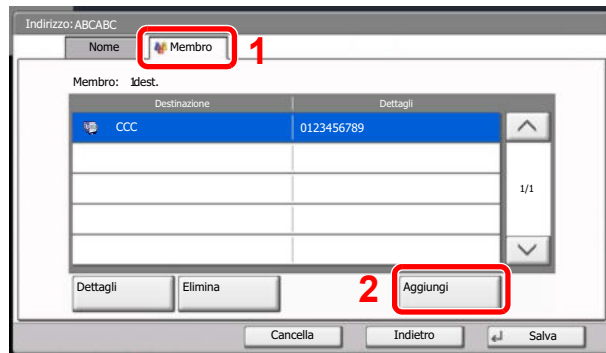 Indirizzo: ABCABC
Nome Membro 1
Membro: 1dest.
Destinazione Dettagli
CCC 0123456789
1/1
Dettagli Elimina 2 Aggiungi
Cancella Indietro Salva